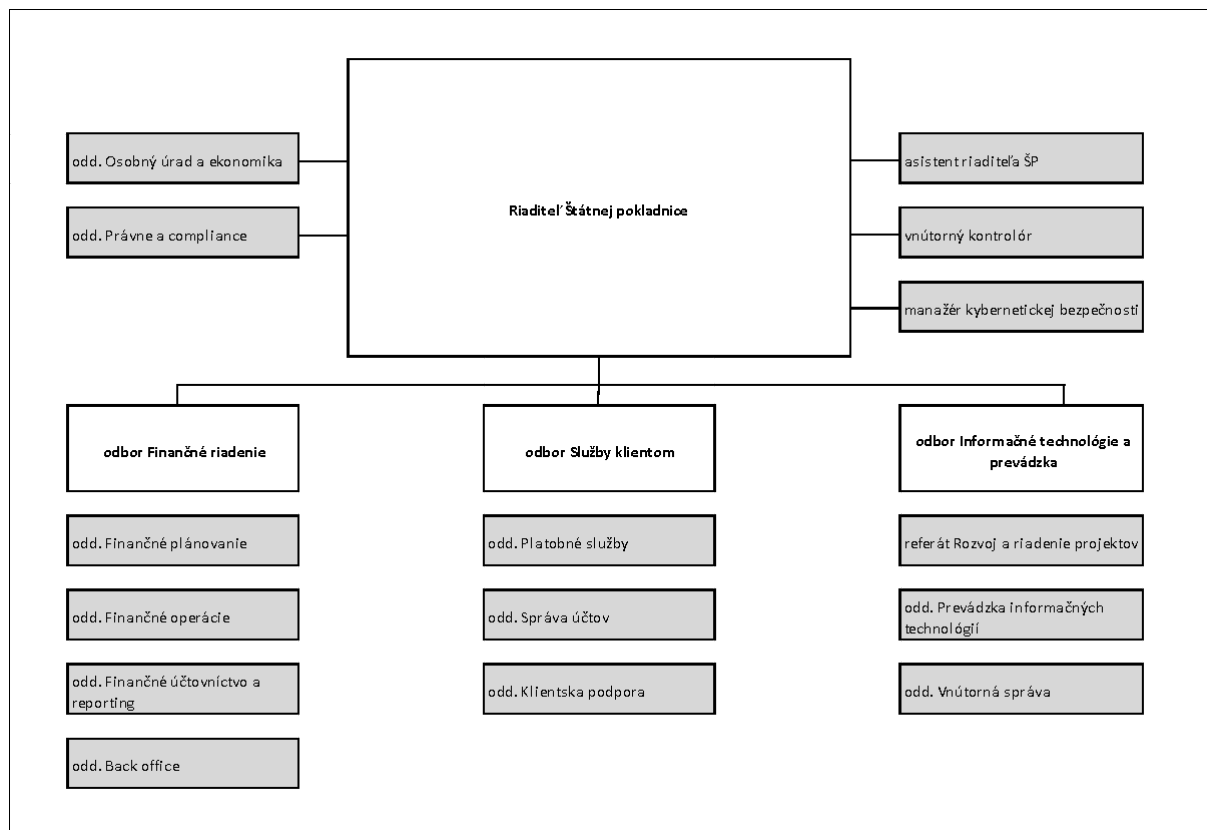 odd. Osobný úrad a ekonomika
odd. Právne a compliance
Riaditeľ Štátnej pokladnice
asistent riaditeľa ŠP
vnútorný kontrolór
manažér kybernetickej bezpečnosti
odbor Finančné riadenie
odd. Finančné plánovanie
odd. Finančné operácie
odd. Finančné účtovníctvo a
reporting
odd. Back office
odbor Služby klientom
odd. Platobné služby
odd. Správa účtov
odd. Klientska podpora
odbor Informačné technológie a
prevádzka
referát Rozvoj a riadenie projektov
odd. Prevádzka informačných
technológií
odd. Vnútorná správa